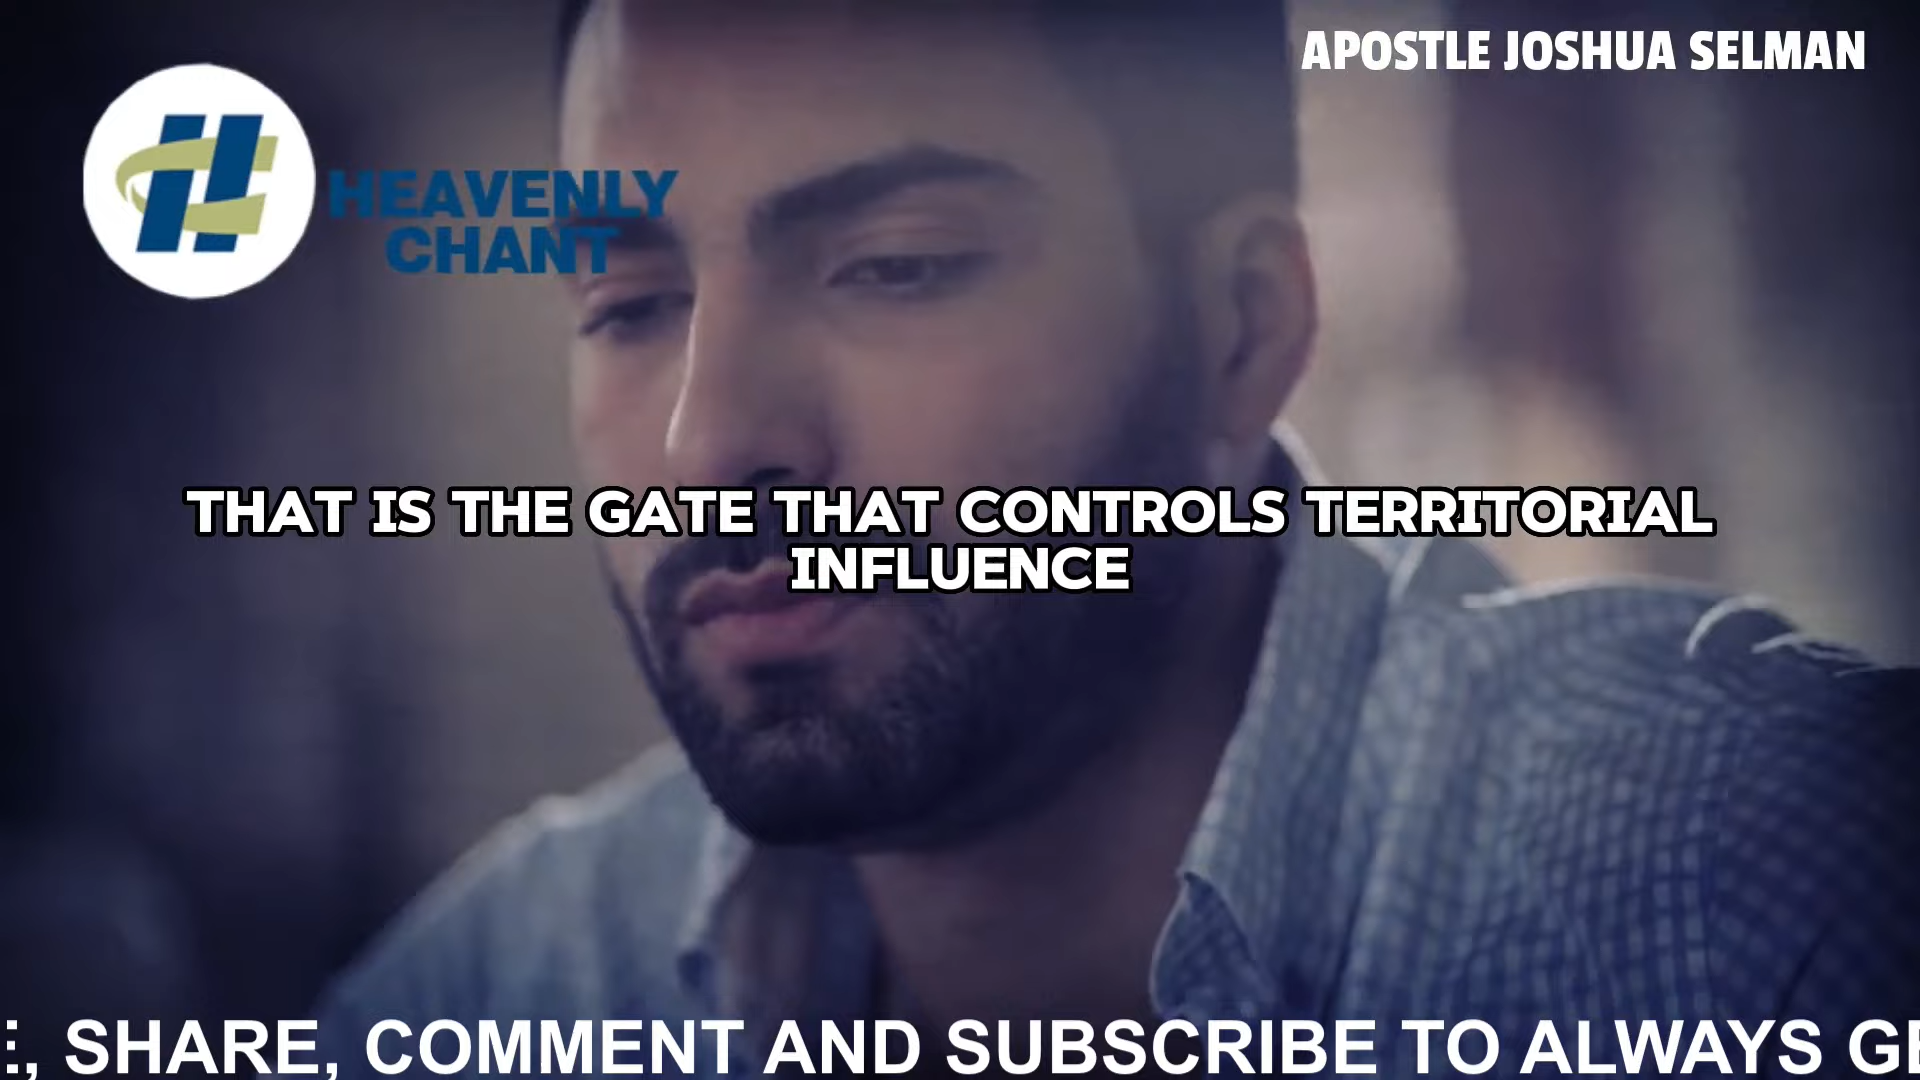 APOSTLE JOSHUA SELMAN
HEAVENLY
CHANT
THAT IS THE GATE THAT CONTROLS TERRITORIAL
INFLUENCE
, SHARE, COMMENT AND SUBSCRIBE TO ALWAYS